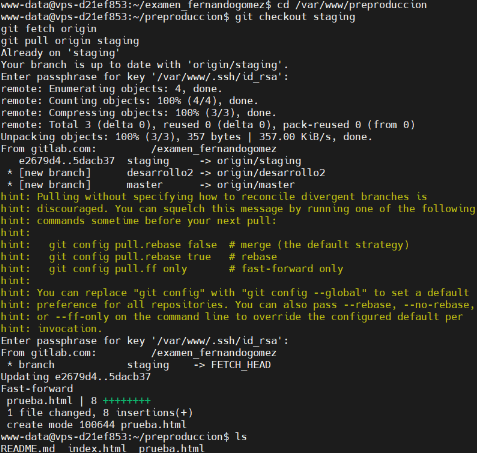 www-data@vps-d21ef853:~/examen_fernandogomez$ cd /var/www/preproduccion
www-data@vps-d21ef853:~/preproduccion$ git checkout staging
git fetch origin
git pull origin staging
Already on 'staging'
Your branch is up to date with 'origin/staging'.
Enter passphrase for key '/var/www/.ssh/id_rsa':
remote: Enumerating objects: 4, done.
remote: Counting objects: 100% (4/4), done.
remote: Compressing objects: 100% (3/3), done.
remote: Total 3 (delta 0), reused 0 (delta 0), pack-reused 0 (from 0)
Unpacking objects: 100% (3/3), 357 bytes | 357.00 KiB/s, done.
From gitlab.com: /examen_fernandogomez
e2679d4..5dacb37 staging -> origin/staging
* [new branch] desarrollo2 -> origin/desarrollo2
* [new branch] master -> origin/master
hint: Pulling without specifying how to reconcile divergent branches is
hint: discouraged. You can squelch this message by running one of the following
hint: commands sometime before your next pull:
hint:
hint: git config pull.rebase false # merge (the default strategy)
hint: git config pull.rebase true # rebase
hint: git config pull.ff only # fast-forward only
hint:
hint: You can replace "git config" with "git config --global" to set a default
hint: preference for all repositories. You can also pass --rebase, --no-rebase,
hint: or --ff-only on the command line to override the configured default per
hint: invocation.
Enter passphrase for key '/var/www/.ssh/id_rsa':
From gitlab.com: /examen_fernandogomez
* branch staging -> FETCH_HEAD
Updating e2679d4..5dacb37
Fast-forward
prueba.html | 8 ++++++++
1 file changed, 8 insertions(+)
create mode 100644 prueba.html
www-data@vps-d21ef853:~/preproduccion$ ls
README.md index.html prueba.html